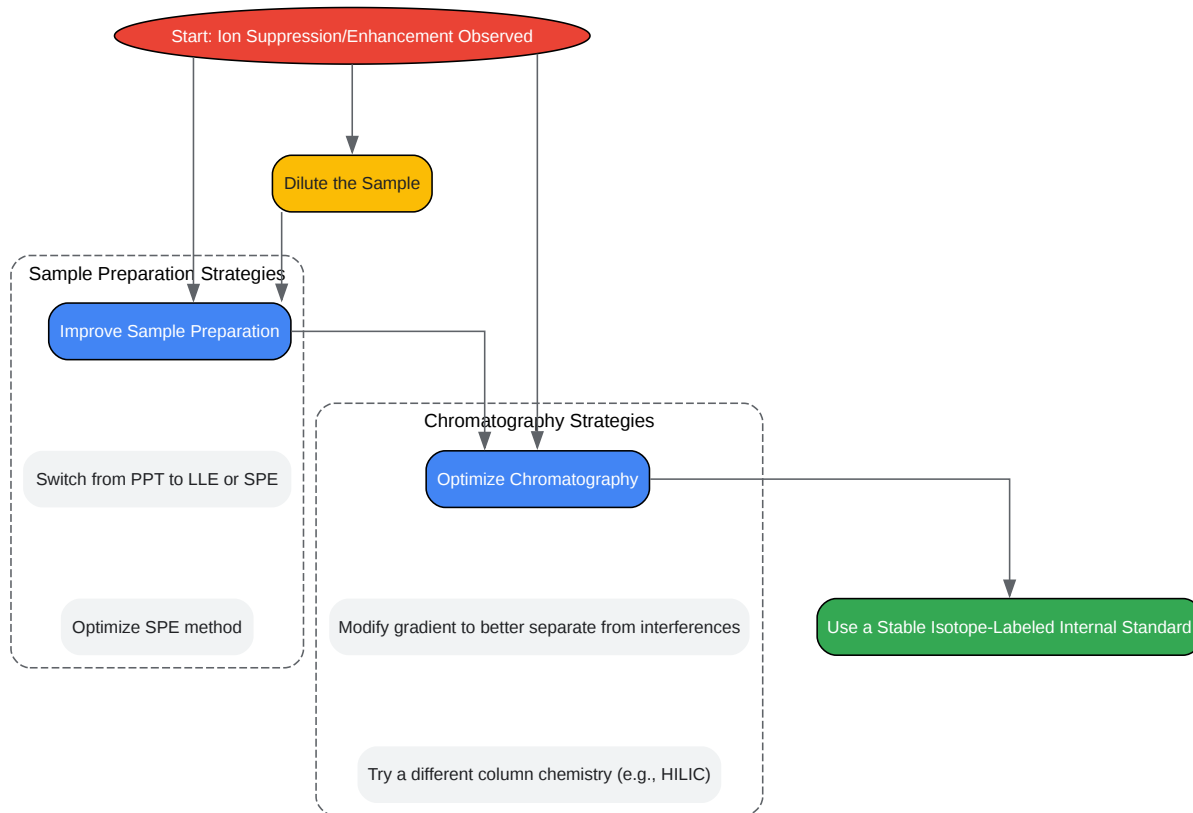 Start: Ion Suppression/Enhancement Observed
Dilute the Sample
Sample Preparation Strategies
Improve Sample Preparation
Switch from PPT to LLE or SPE
Optimize SPE method
Chromatography Strategies
Optimize Chromatography
Modify gradient to better separate from interferences
Try a different column chemistry (e.g., HILIC)
Use a Stable Isotope-Labeled Internal Standard